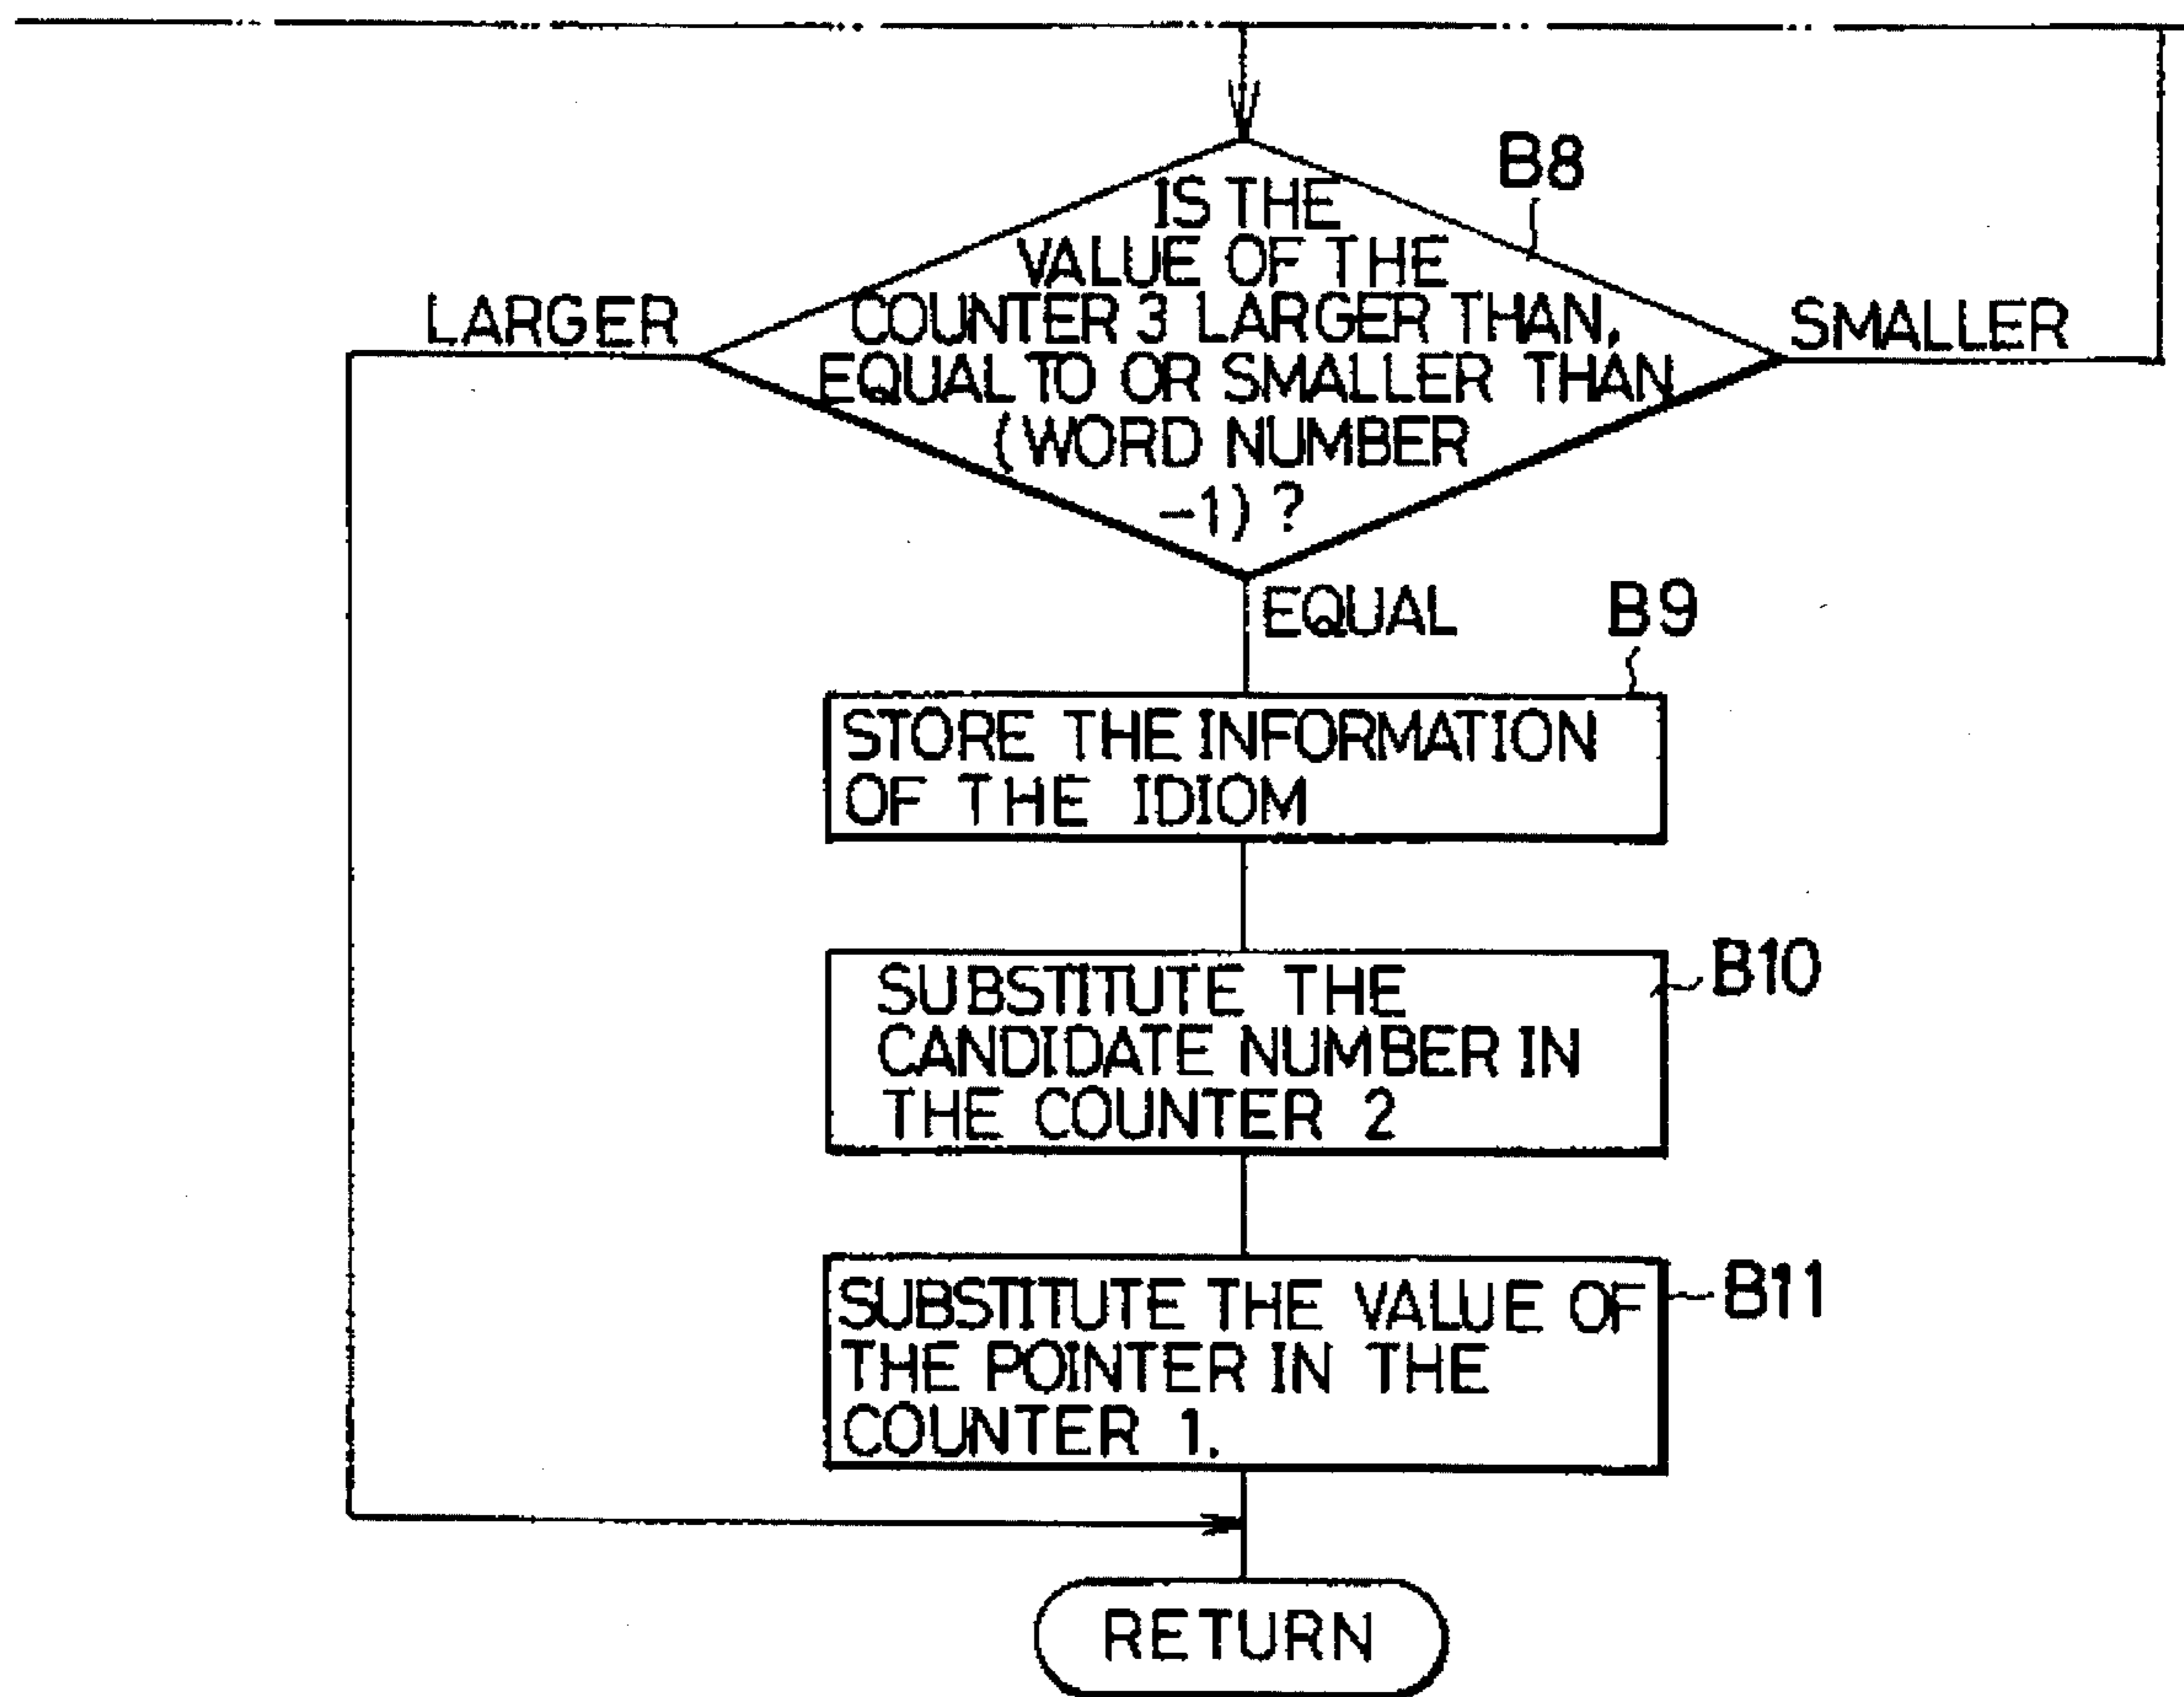 B8
IS THE
VALUE OF THE
COUNTER 3 LARGER THAN,
EQUAL TO OR SMALLER THAN
(WORD NUMBER
-1) ?
LARGER
SMALLER
EQUAL
B9
STORE THE INFORMATION
OF THE IDIOM
B10
SUBSTITUTE THE
CANDIDATE NUMBER IN
THE COUNTER 2
B11
SUBSTITUTE THE VALUE OF
THE POINTER IN THE
COUNTER 1.
RETURN